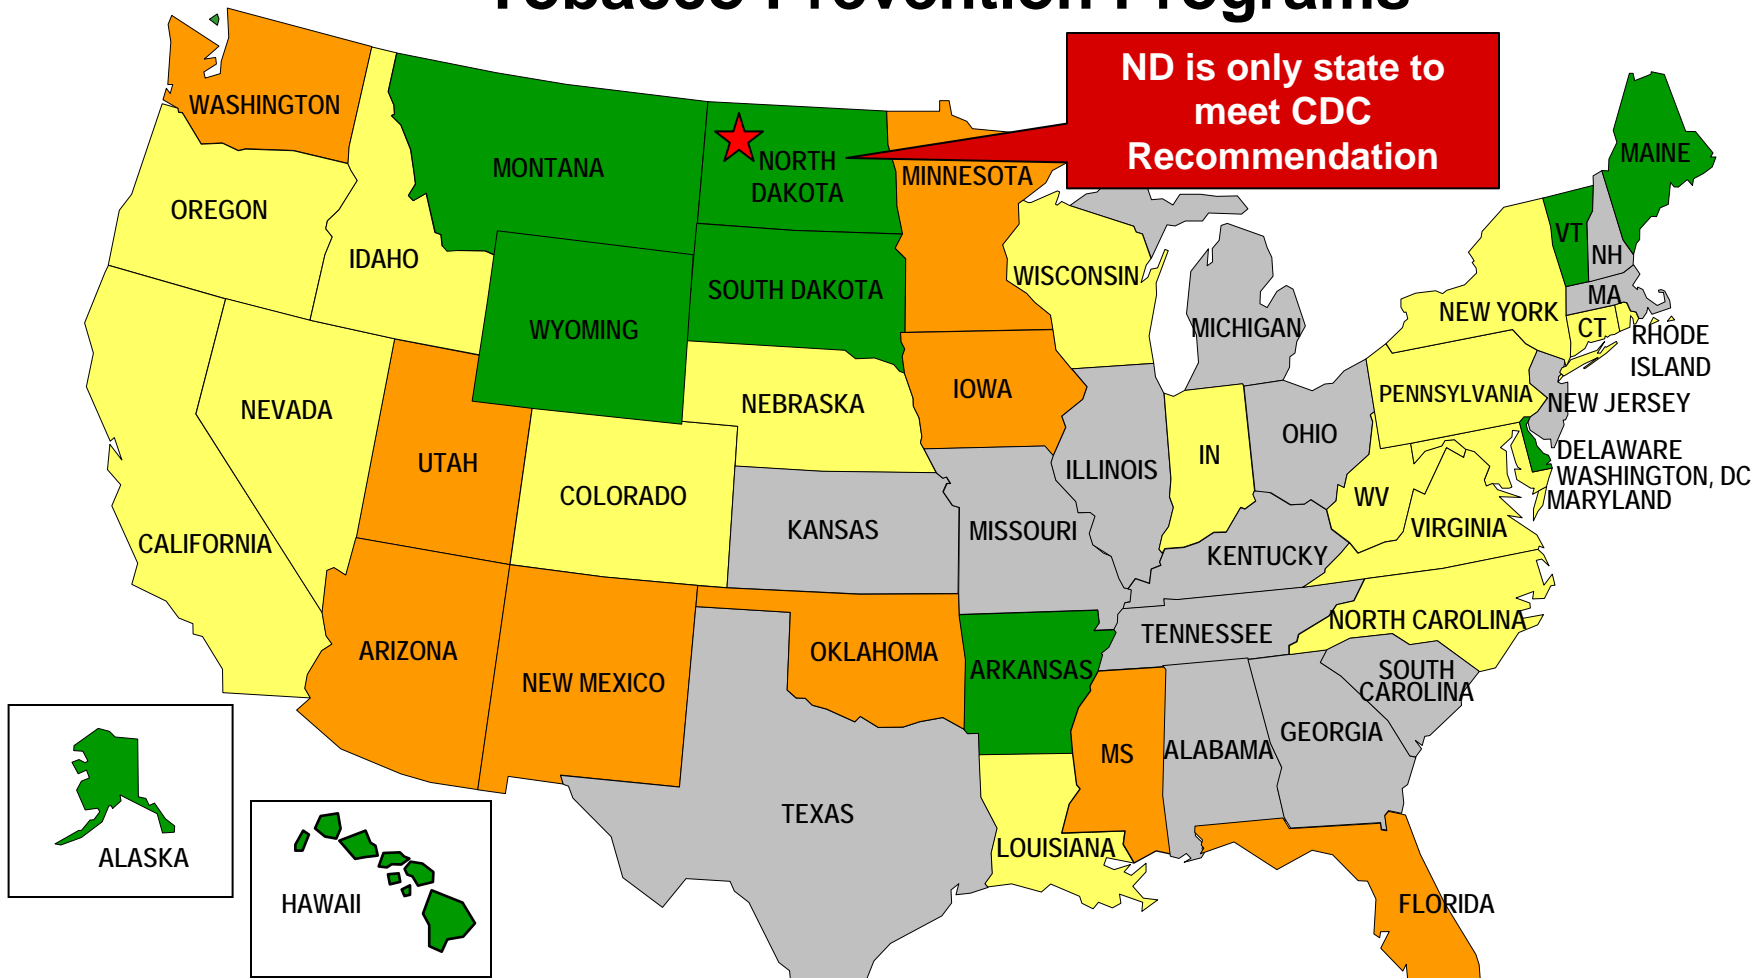 Tobacco Prevention Programs
ND is only state to
meet CDC
Recommendation
WASHINGTON
MONTANA
NORTH
DAKOTA
MINNESOTA
MAINE
OREGON
IDAHO
VT
NH
WISCONSIN
SOUTH DAKOTA
MA
NEW YORK
WYOMING
MICHIGAN
CT
RHODE
ISLAND
IOWA
PENNSYLVANIA
NEBRASKA
NEVADA
NEW JERSEY
OHIO
UTAH
ILLINOIS
IN
DELAWARE
WASHINGTON, DC
COLORADO
WV
MARYLAND
KANSAS
MISSOURI
VIRGINIA
CALIFORNIA
KENTUCKY
NORTH CAROLINA
TENNESSEE
ARIZONA
OKLAHOMA
ARKANSAS
SOUTH
CAROLINA
NEW MEXICO
GEORGIA
MS
ALABAMA
TEXAS
LOUISIANA
ALASKA
HAWAII
FLORIDA